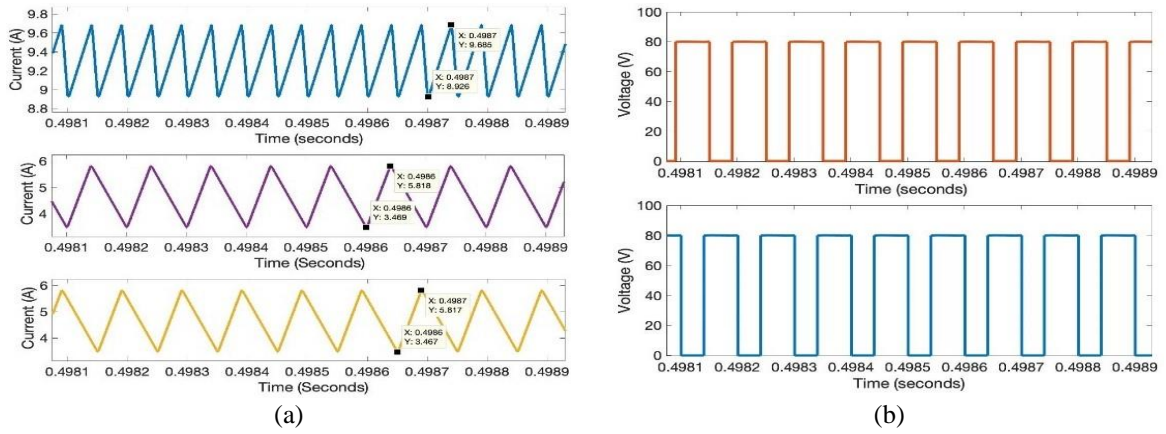 9.8
9.6
9.4
9.2
9
8.8
Current (A)
X: 0.4987
Y: 9.685
X: 0.4987
Y: 8.926
0.4981 0.4982 0.4983 0.4984 0.4985 0.4986 0.4987 0.4988 0.4989
Time (seconds)
6
5
4
Current (A)
X: 0.4986
Y: 5.818
X: 0.4986
Y: 3.469
0.4981 0.4982 0.4983 0.4984 0.4985 0.4986 0.4987 0.4988 0.4989
Time (Seconds)
6
4
Current (A)
X: 0.4987
Y: 5.817
X: 0.4986
Y: 3.467
0.4981 0.4982 0.4983 0.4984 0.4985 0.4986 0.4987 0.4988 0.4989
Time (Seconds)
(a)
100
80
60
40
20
0
Voltage (V)
0.4981 0.4982 0.4983 0.4984 0.4985 0.4986 0.4987 0.4988 0.4989
Time (seconds)
100
80
60
40
20
0
Voltage (V)
0.4981 0.4982 0.4983 0.4984 0.4985 0.4986 0.4987 0.4988 0.4989
Time (seconds)
(b)